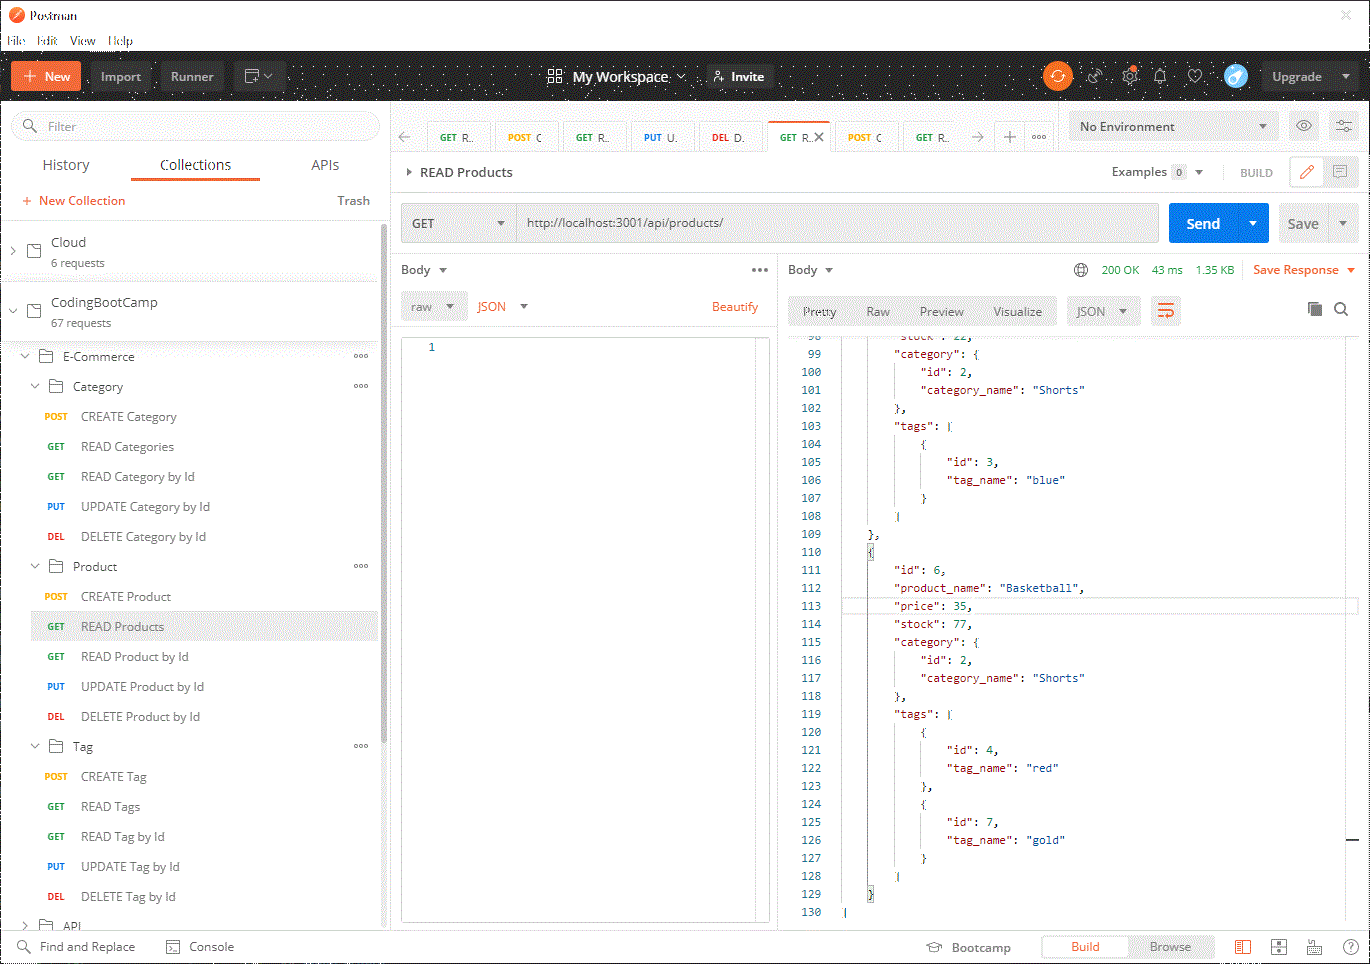 Postman
File Edit View Help
New Import Runner My Workspace Invite Upgrade
Filter
History Collections APIs
New Collection Trash
Cloud
6 requests
CodingBootCamp
67 requests
E-Commerce
Category
POST CREATE Category
GET READ Categories
GET READ Category by Id
PUT UPDATE Category by Id
DEL DELETE Category by Id
Product
POST CREATE Product
GET READ Products
GET READ Product by Id
PUT UPDATE Product by Id
DEL DELETE Product by Id
Tag
POST CREATE Tag
GET READ Tags
GET READ Tag by Id
PUT UPDATE Tag by Id
DEL DELETE Tag by Id
API
GET R.. POST C GET R.. PUT U. DEL D. GET R.. POST C GET R..
No Environment
READ Products Examples 0 BUILD
GET http://localhost:3001/api/products/ Send Save
Body
raw JSON Beautify
1
Body 200 OK 43 ms 1.35 KB Save Response
Pretty Raw Preview Visualize JSON
98 "stock": 22,
99 "category": {
100 "id": 2,
101 "category_name": "Shorts"
102 },
103 "tags": [
104 {
105 "id": 3,
106 "tag_name": "blue"
107 }
108 ]
109 },
110 {
111 "id": 6,
112 "product_name": "Basketball",
113 "price": 35,
114 "stock": 77,
115 "category": {
116 "id": 2,
117 "category_name": "Shorts"
118 },
119 "tags": [
120 {
121 "id": 4,
122 "tag_name": "red"
123 },
124 {
125 "id": 7,
126 "tag_name": "gold"
127 }
128 ]
129 }
130 ]
Find and Replace Console Bootcamp Build Browse